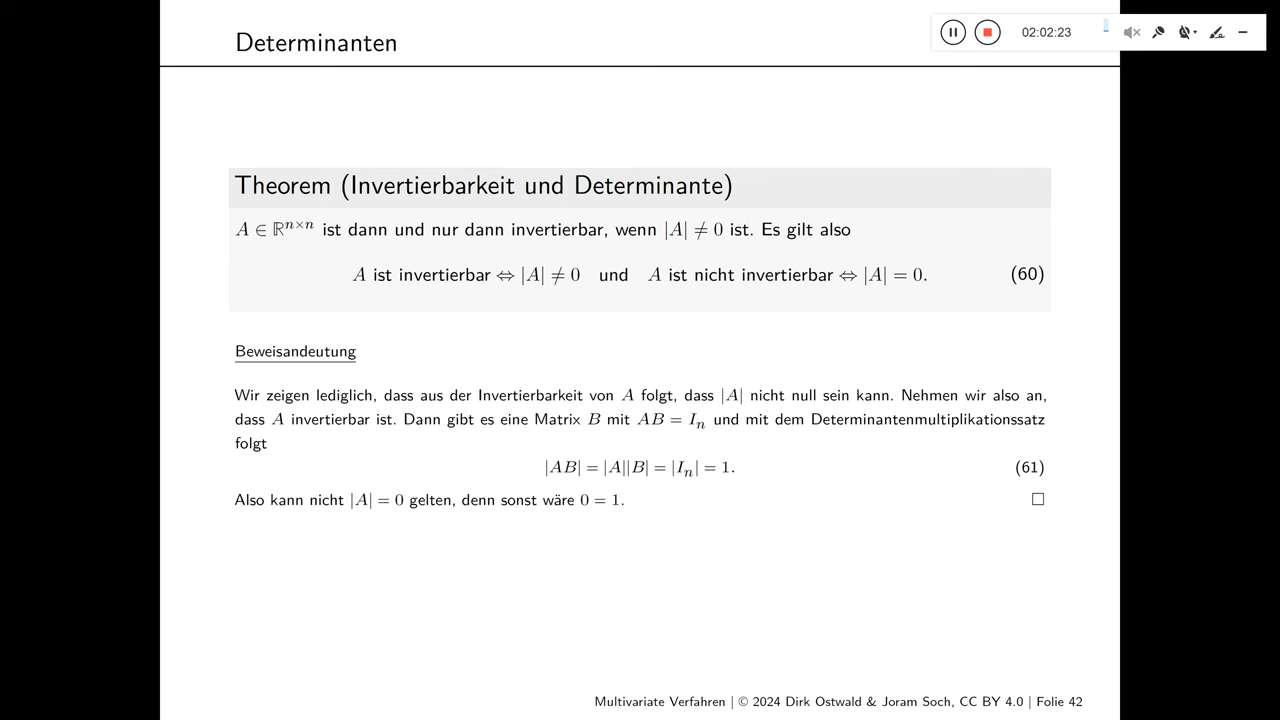 Determinanten
02:02:23
Theorem (Invertierbarkeit und Determinante)
A ∈ ℝⁿˣⁿ ist dann und nur dann invertierbar, wenn |A| ≠ 0 ist. Es gilt also
A ist invertierbar ⇔ |A| ≠ 0 und A ist nicht invertierbar ⇔ |A| = 0. (60)
Beweisandeutung
Wir zeigen lediglich, dass aus der Invertierbarkeit von A folgt, dass |A| nicht null sein kann. Nehmen wir also an,
dass A invertierbar ist. Dann gibt es eine Matrix B mit AB = Iₙ und mit dem Determinantenmultiplikationssatz
folgt
|AB| = |A||B| = |Iₙ| = 1. (61)
Also kann nicht |A| = 0 gelten, denn sonst wäre 0 = 1. □
Multivariate Verfahren | © 2024 Dirk Ostwald & Joram Soch, CC BY 4.0 | Folie 42